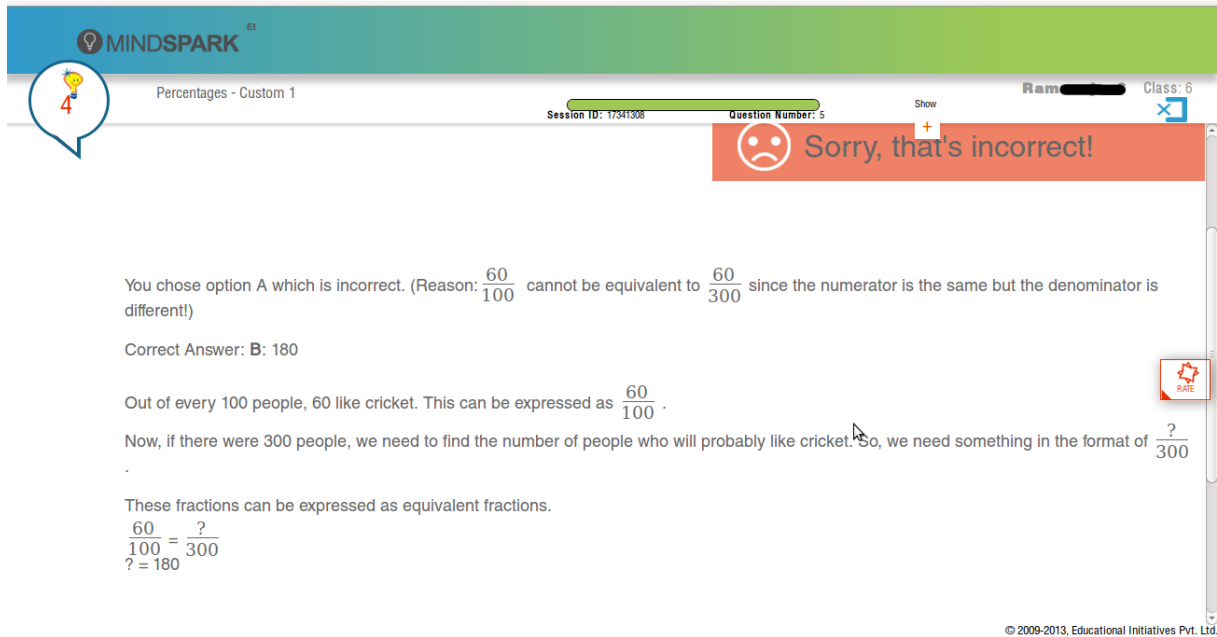 MINDSPARK EI
4
Percentages - Custom 1
Session ID: 17341308
Question Number: 5
Show
+
Ram
Class: 6
Sorry, that's incorrect!
You chose option A which is incorrect. (Reason: 60/100 cannot be equivalent to 60/300 since the numerator is the same but the denominator is
different!)
Correct Answer: B: 180
Out of every 100 people, 60 like cricket. This can be expressed as 60/100 .
Now, if there were 300 people, we need to find the number of people who will probably like cricket. So, we need something in the format of ?/300
.
These fractions can be expressed as equivalent fractions.
60/100 = ?/300
? = 180
RATE
© 2009-2013, Educational Initiatives Pvt. Ltd.